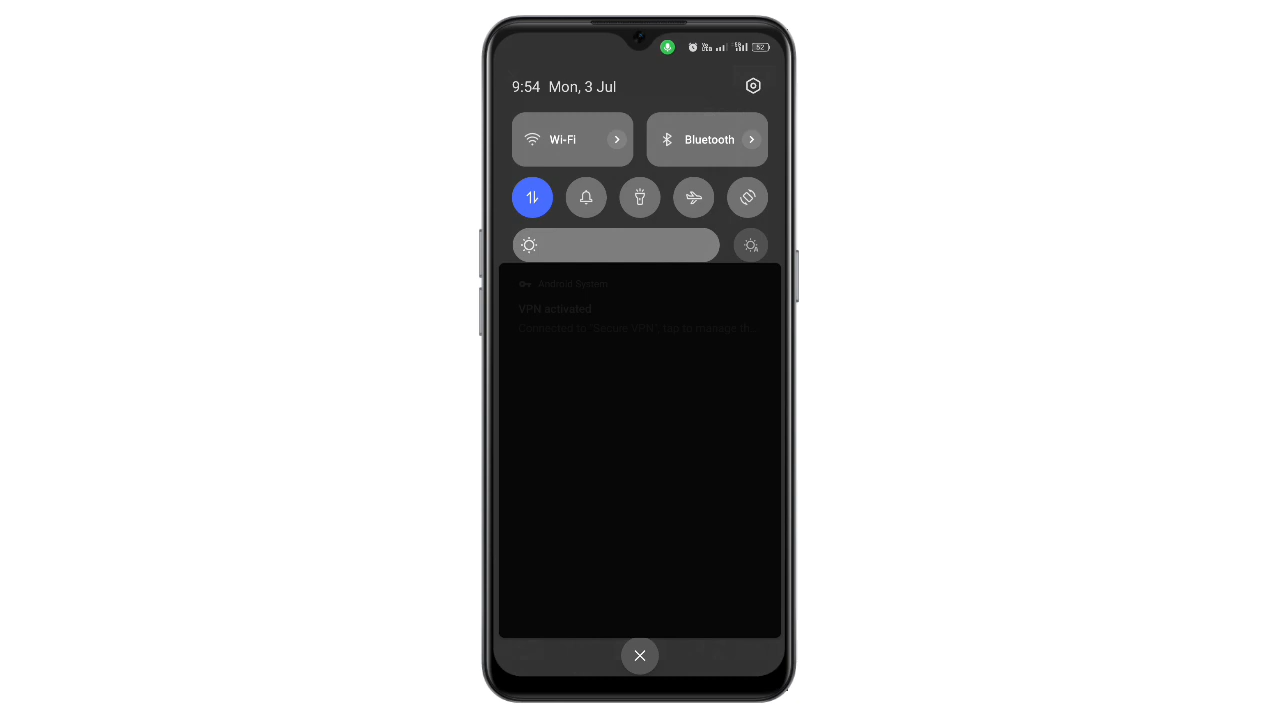 52
9:54 Mon, 3 Jul
Wi-Fi
Bluetooth
Android System
VPN activated
Connected to "Secure VPN". tap to manage th...